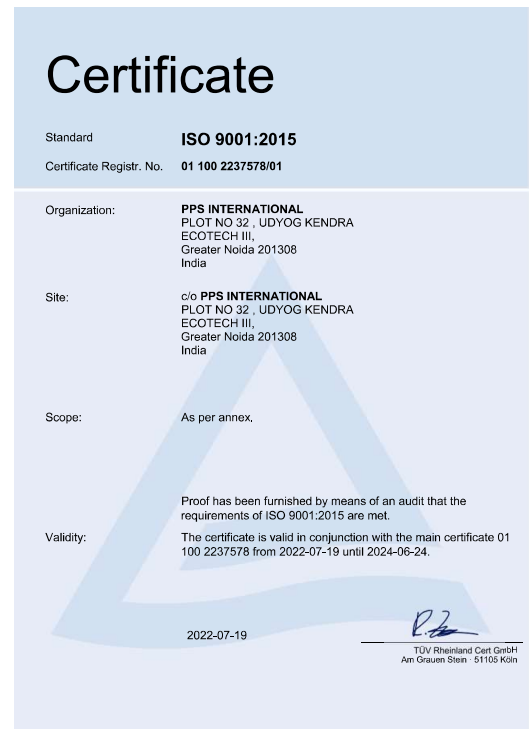 Certificate
Standard ISO 9001:2015
Certificate Registr. No. 01 100 2237578/01
Organization: PPS INTERNATIONAL
PLOT NO 32 , UDYOG KENDRA
ECOTECH III,
Greater Noida 201308
India
Site: c/o PPS INTERNATIONAL
PLOT NO 32 , UDYOG KENDRA
ECOTECH III,
Greater Noida 201308
India
Scope: As per annex.
Proof has been furnished by means of an audit that the
requirements of ISO 9001:2015 are met.
Validity: The certificate is valid in conjunction with the main certificate 01
100 2237578 from 2022-07-19 until 2024-06-24.
2022-07-19
TÜV Rheinland Cert GmbH
Am Grauen Stein · 51105 Köln